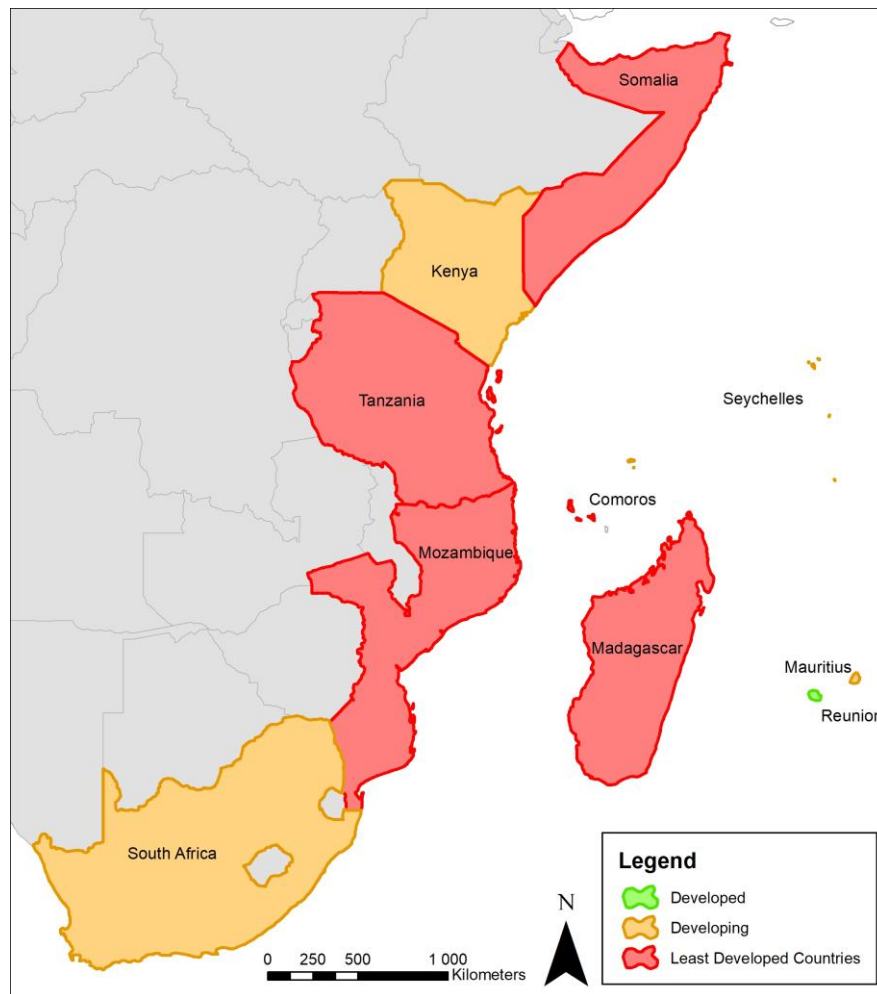 Somalia
Kenya
Tanzania
Seychelles
Comoros
Mozambique
Madagascar
Mauritius
Reunion
South Africa
Legend
Developed
Developing
Least Developed Countries
N
0 250 500 1 000
Kilometers